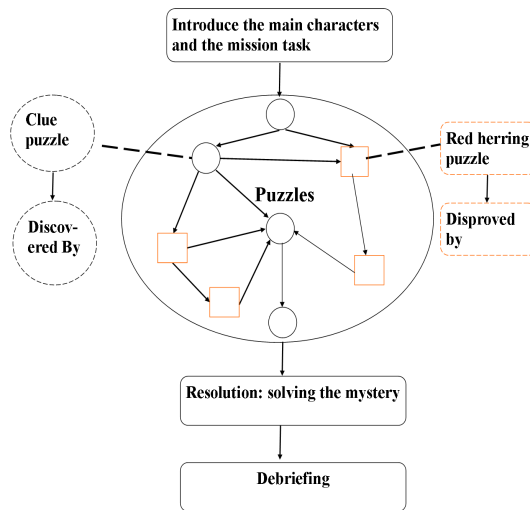 Introduce the main characters
and the mission task
Clue
puzzle
Red herring
puzzle
Puzzles
Discov-
ered By
Disproved
by
Resolution: solving the mystery
Debriefing